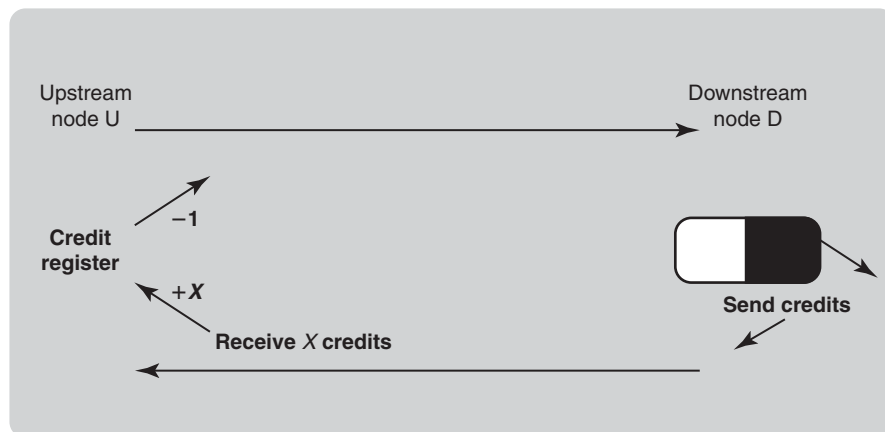 Upstream
node U
Downstream
node D
−1
Credit
register
+X
Send credits
Receive X credits